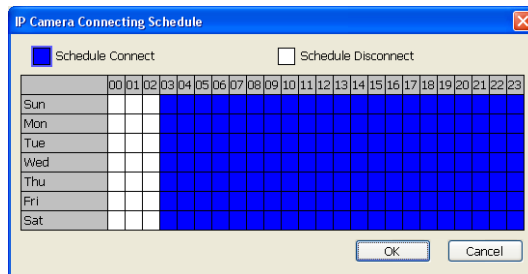 IP Camera Connecting Schedule
Schedule Connect Schedule Disconnect
00 01 02 03 04 05 06 07 08 09 10 11 12 13 14 15 16 17 18 19 20 21 22 23
Sun
Mon
Tue
Wed
Thu
Fri
Sat
OK Cancel